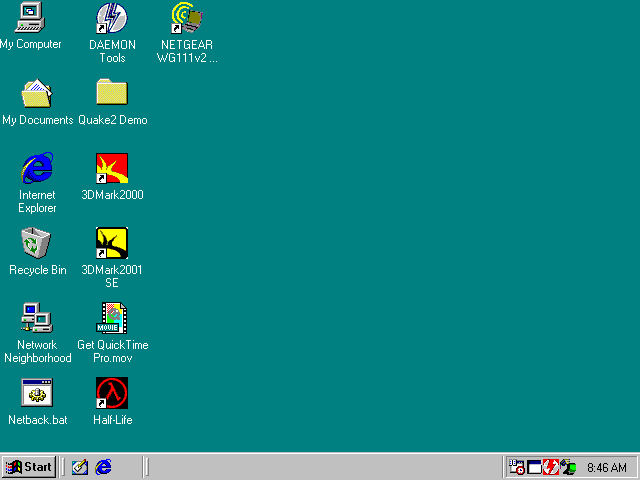 My Computer
DAEMON
Tools
NETGEAR
WG111v2 ...
My Documents
Quake2 Demo
Internet
Explorer
3DMark2000
Recycle Bin
3DMark2001
SE
Network
Neighborhood
MOVIE
Get QuickTime
Pro.mov
Netback.bat
Half-Life
Start
8:46 AM